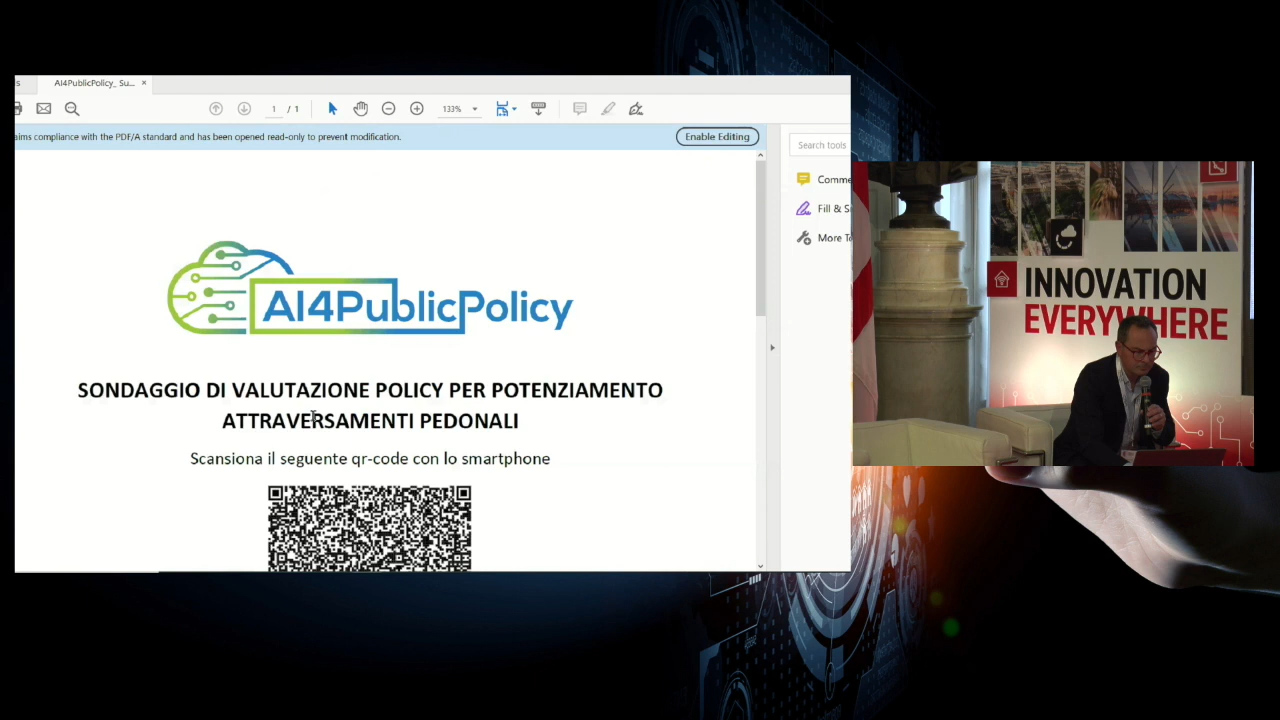 s
AI4PublicPolicy_ Su... ×
1 / 1
133%
aims compliance with the PDF/A standard and has been opened read-only to prevent modification.
Enable Editing
Search tools
Comme
Fill & S
More To
AI4PublicPolicy
SONDAGGIO DI VALUTAZIONE POLICY PER POTENZIAMENTO
ATTRAVERSAMENTI PEDONALI
Scansiona il seguente qr-code con lo smartphone
INNOVATION
EVERYWHERE